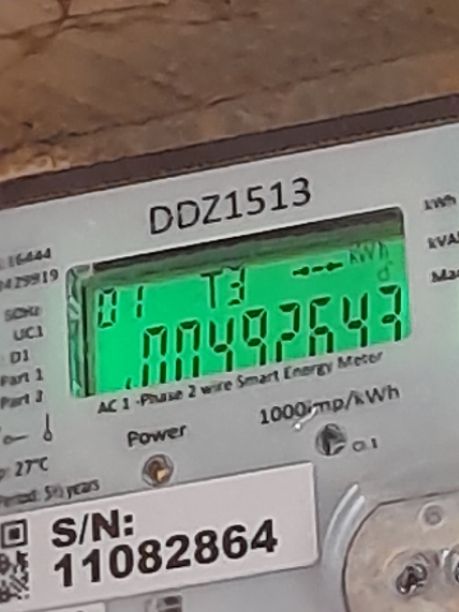 DDZ1513
16444
kWh
kVA
01 T3 kWh
00492643
50Hz
UC1
D1
Part 1
Part 2
AC 1 -Phase 2 wire Smart Energy Meter
1000imp/kWh
Power
27°C
years
S/N:
11082864